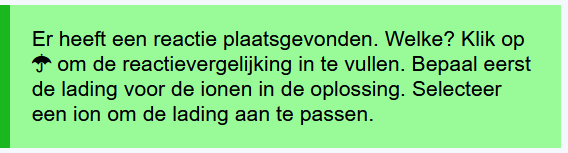 Er heeft een reactie plaatsgevonden. Welke? Klik op
☂ om de reactievergelijking in te vullen. Bepaal eerst
de lading voor de ionen in de oplossing. Selecteer
een ion om de lading aan te passen.